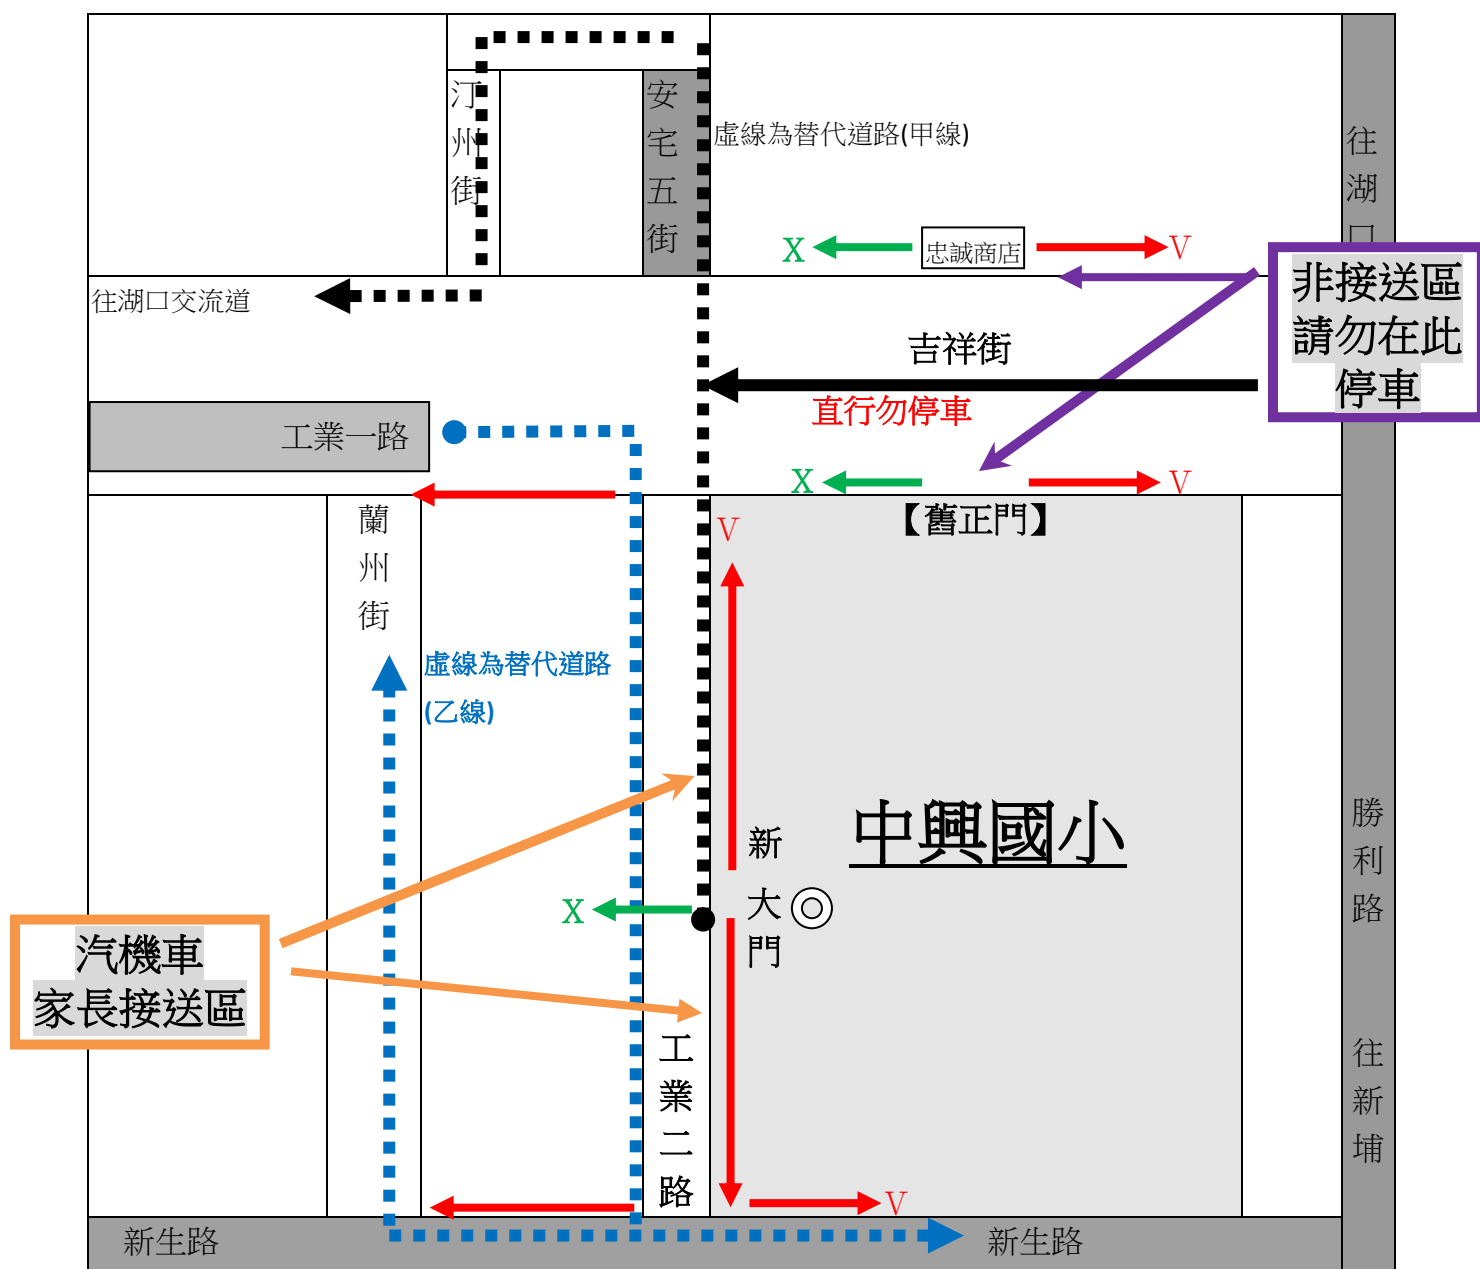 汀州街
安宅五街
虛線為替代道路(甲線)
往湖口
X
忠誠商店
V
非接送區
請勿在此
停車
往湖口交流道
吉祥街
直行勿停車
工業一路
X
V
蘭州街
V
【舊正門】
虛線為替代道路
(乙線)
中興國小
新大門
勝利路
X
汽機車
家長接送區
工業二路
往新埔
V
新生路
新生路